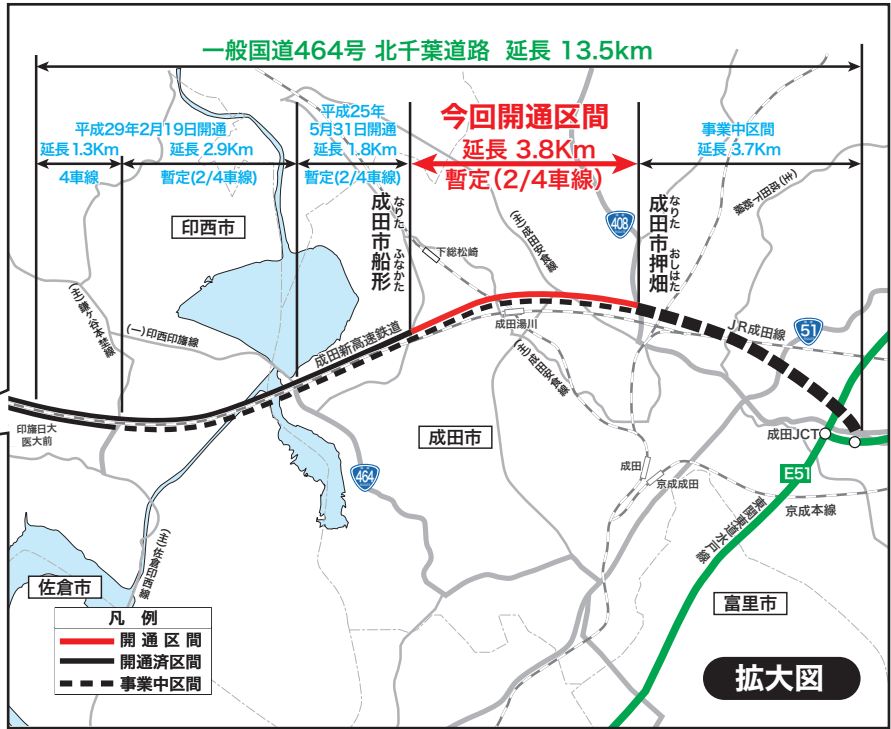 一般国道464号 北千葉道路 延長 13.5km
平成29年2月19日開通
延長 1.3Km
延長 2.9Km
4車線
暫定(2/4車線)
平成25年
5月31日開通
延長 1.8Km
暫定(2/4車線)
今回開通区間
延長 3.8Km
暫定(2/4車線)
事業中区間
延長 3.7Km
印西市
成田市船形
なりた ふなかた
下総松崎
(主)成田安食線
408
成田市押畑
なりた おしはた
(主)成田下総線
(主)鎌ヶ谷本埜線
(一)印西印旛線
成田新高速鉄道
成田湯川
JR成田線
51
(主)成田安食線
印旛日大
医大前
成田市
成田JCT
464
成田
京成成田
E51
京成本線
東関東道水戸線
(主)佐倉印西線
佐倉市
富里市
凡 例
開通区間
開通済区間
事業中区間
拡大図